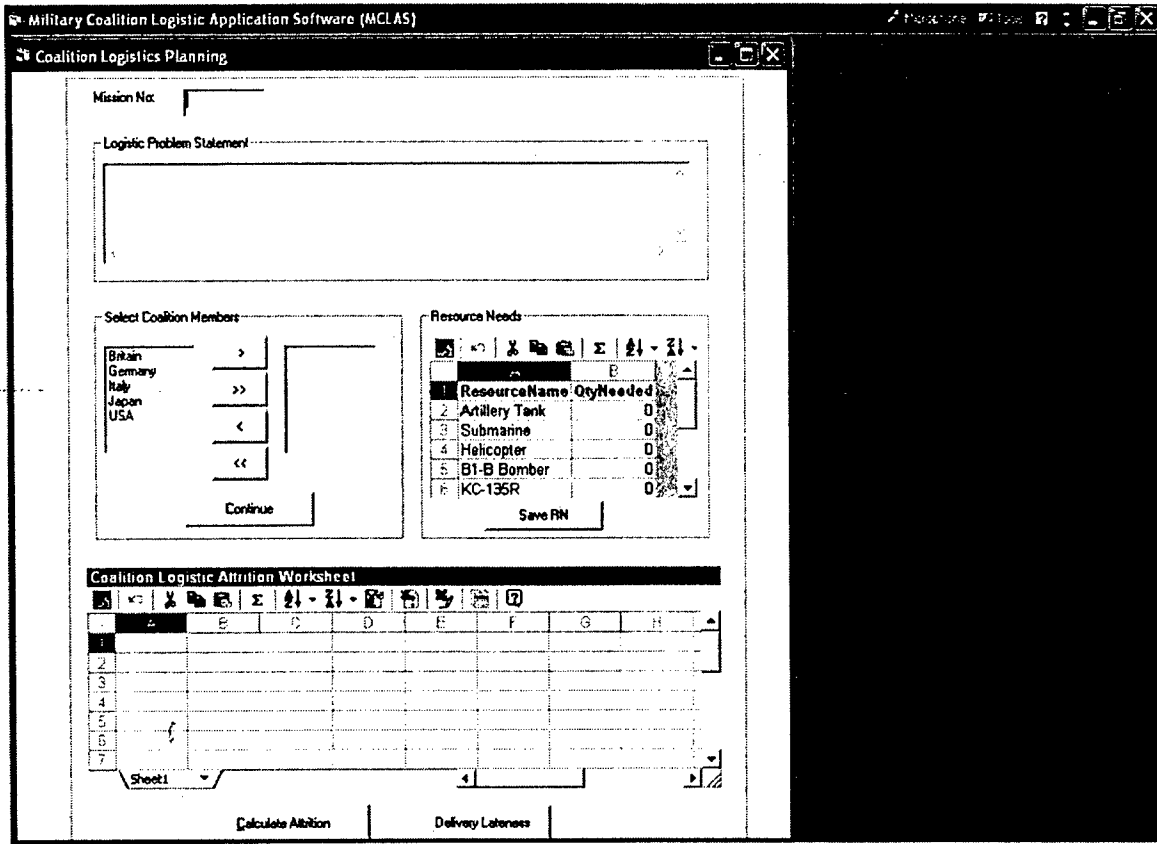 Military Coalition Logistic Application Software (MCLAS)
Microphone Tools
Coalition Logistics Planning
Mission No:
Logistic Problem Statement
Select Coalition Members
Britain
Germany
Italy
Japan
USA
>
>>
<
<<
Continue
Resource Needs
A B
1 ResourceName QtyNeeded
2 Artillery Tank 0
3 Submarine 0
4 Helicopter 0
5 B1-B Bomber 0
6 KC-135R 0
Save RN
Coalition Logistic Attrition Worksheet
A B C D E F G H
1
2
3
4
5
6
7
Sheet1
Calculate Attrition Delivery Lateness